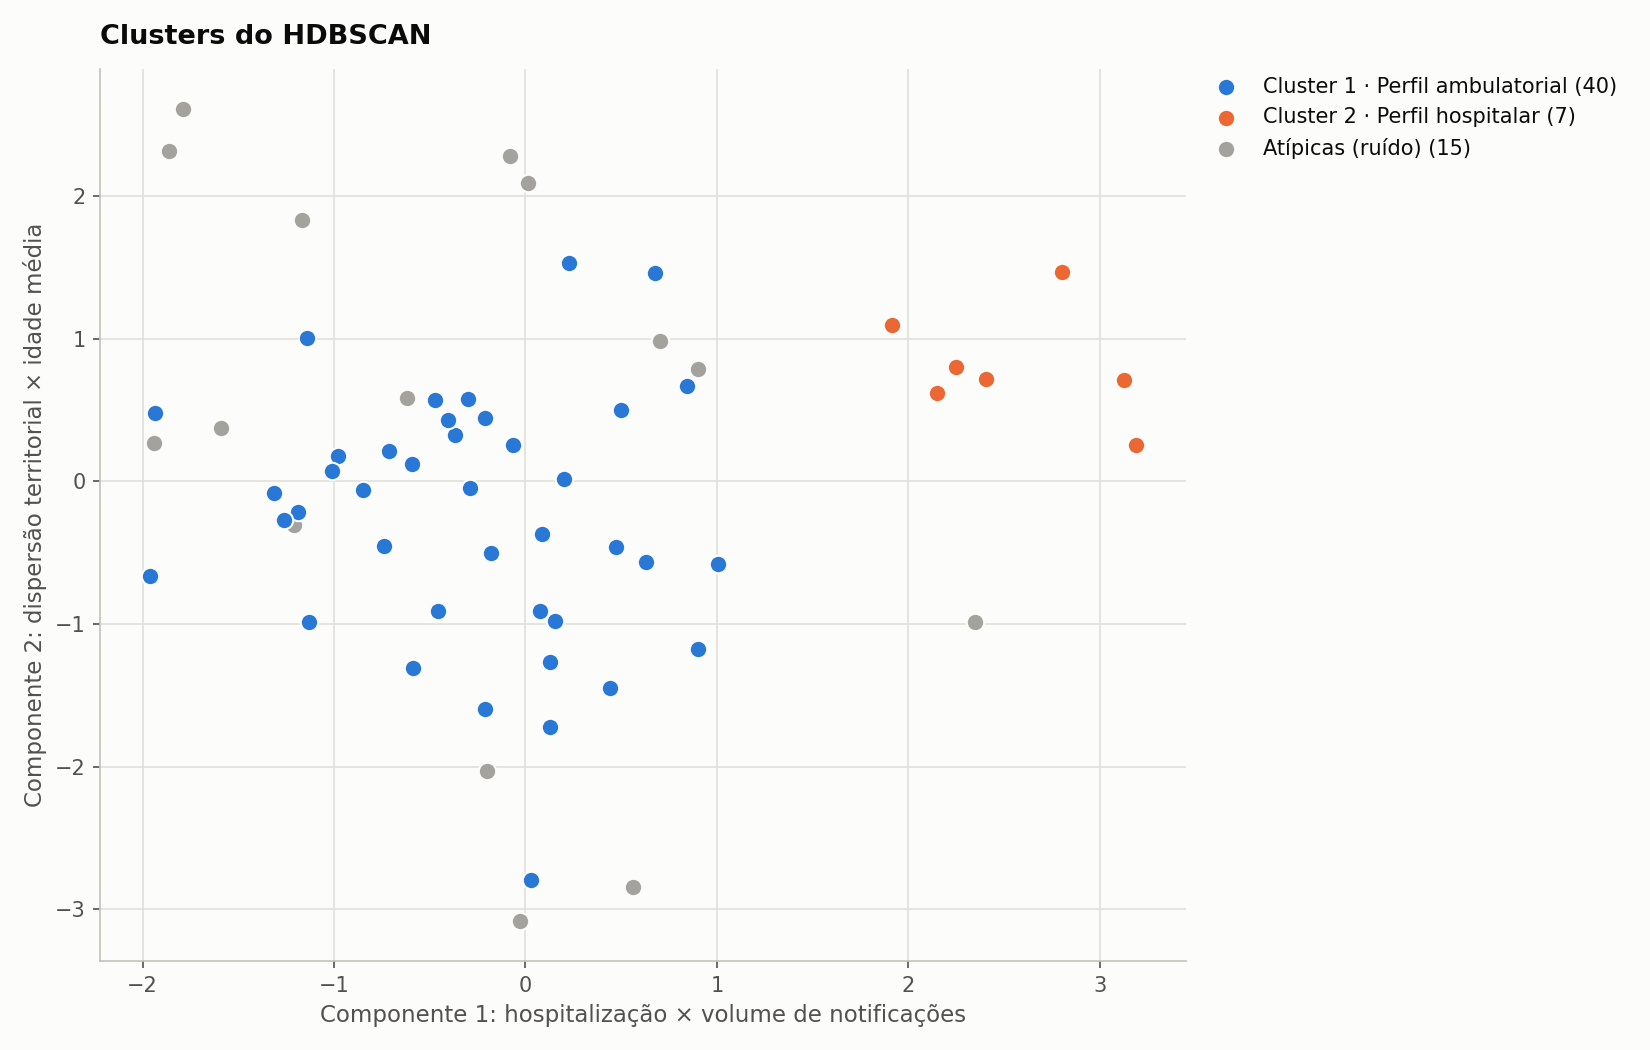 Clusters do HDBSCAN
Cluster 1 · Perfil ambulatorial (40)
Cluster 2 · Perfil hospitalar (7)
Atípicas (ruído) (15)
Componente 2: dispersão territorial × idade média
2
1
0
−1
−2
−3
−2
−1
0
1
2
3
Componente 1: hospitalização × volume de notificações